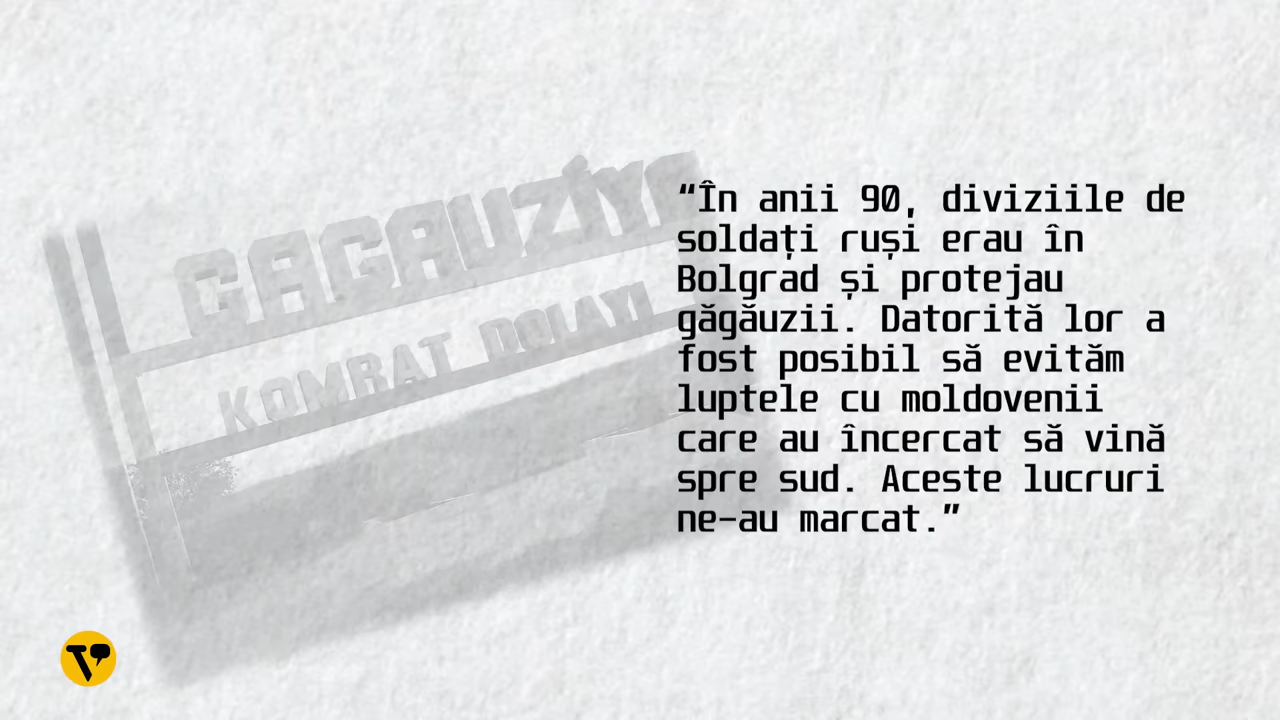 GAGAUZİYA
KOMRAT DOLAYI
“În anii 90, diviziile de
soldați ruși erau în
Bolgrad și protejau
găgăuzii. Datorită lor a
fost posibil să evităm
luptele cu moldovenii
care au încercat să vină
spre sud. Aceste lucruri
ne-au marcat.”